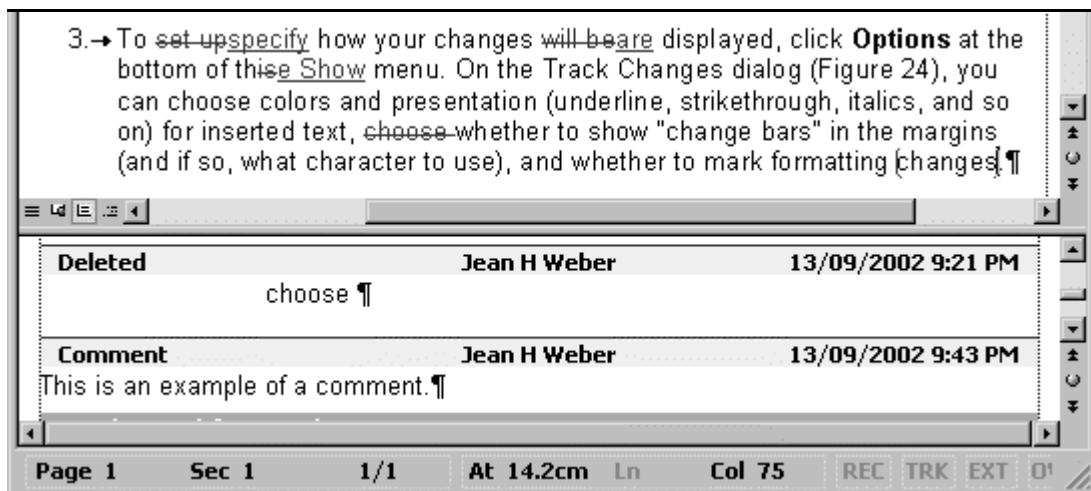 3.→To set upspecify how your changes will beare displayed, click Options at the
bottom of thise Show menu. On the Track Changes dialog (Figure 24), you
can choose colors and presentation (underline, strikethrough, italics, and so
on) for inserted text, choose whether to show "change bars" in the margins
(and if so, what character to use), and whether to mark formatting [changes].¶
Deleted Jean H Weber 13/09/2002 9:21 PM
choose ¶
Comment Jean H Weber 13/09/2002 9:43 PM
This is an example of a comment.¶
Page 1 Sec 1 1/1 At 14.2cm Ln Col 75 REC TRK EXT